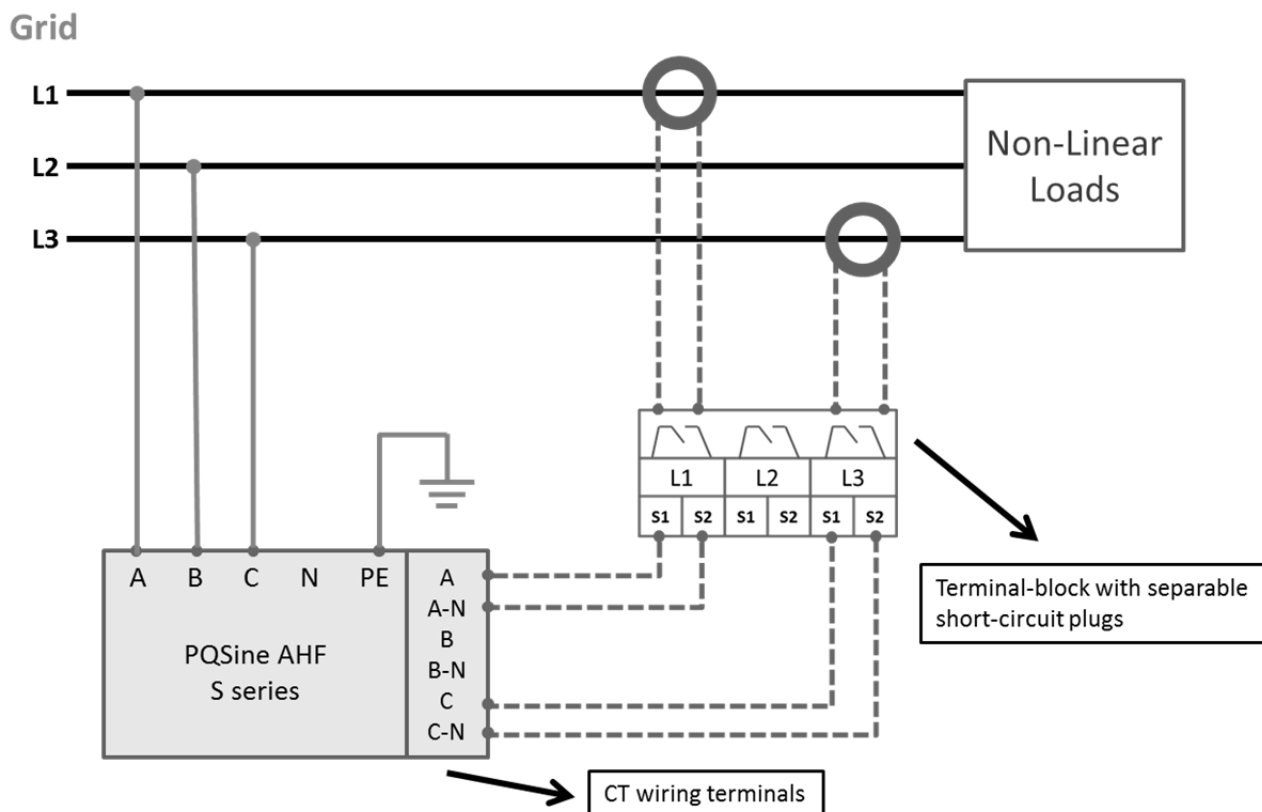 Grid
L1
L2
L3
Non-Linear
Loads
L1 L2 L3
S1 S2 S1 S2 S1 S2
A B C N PE
A
A-N
B
B-N
C
C-N
PQSine AHF
S series
Terminal-block with separable
short-circuit plugs
CT wiring terminals